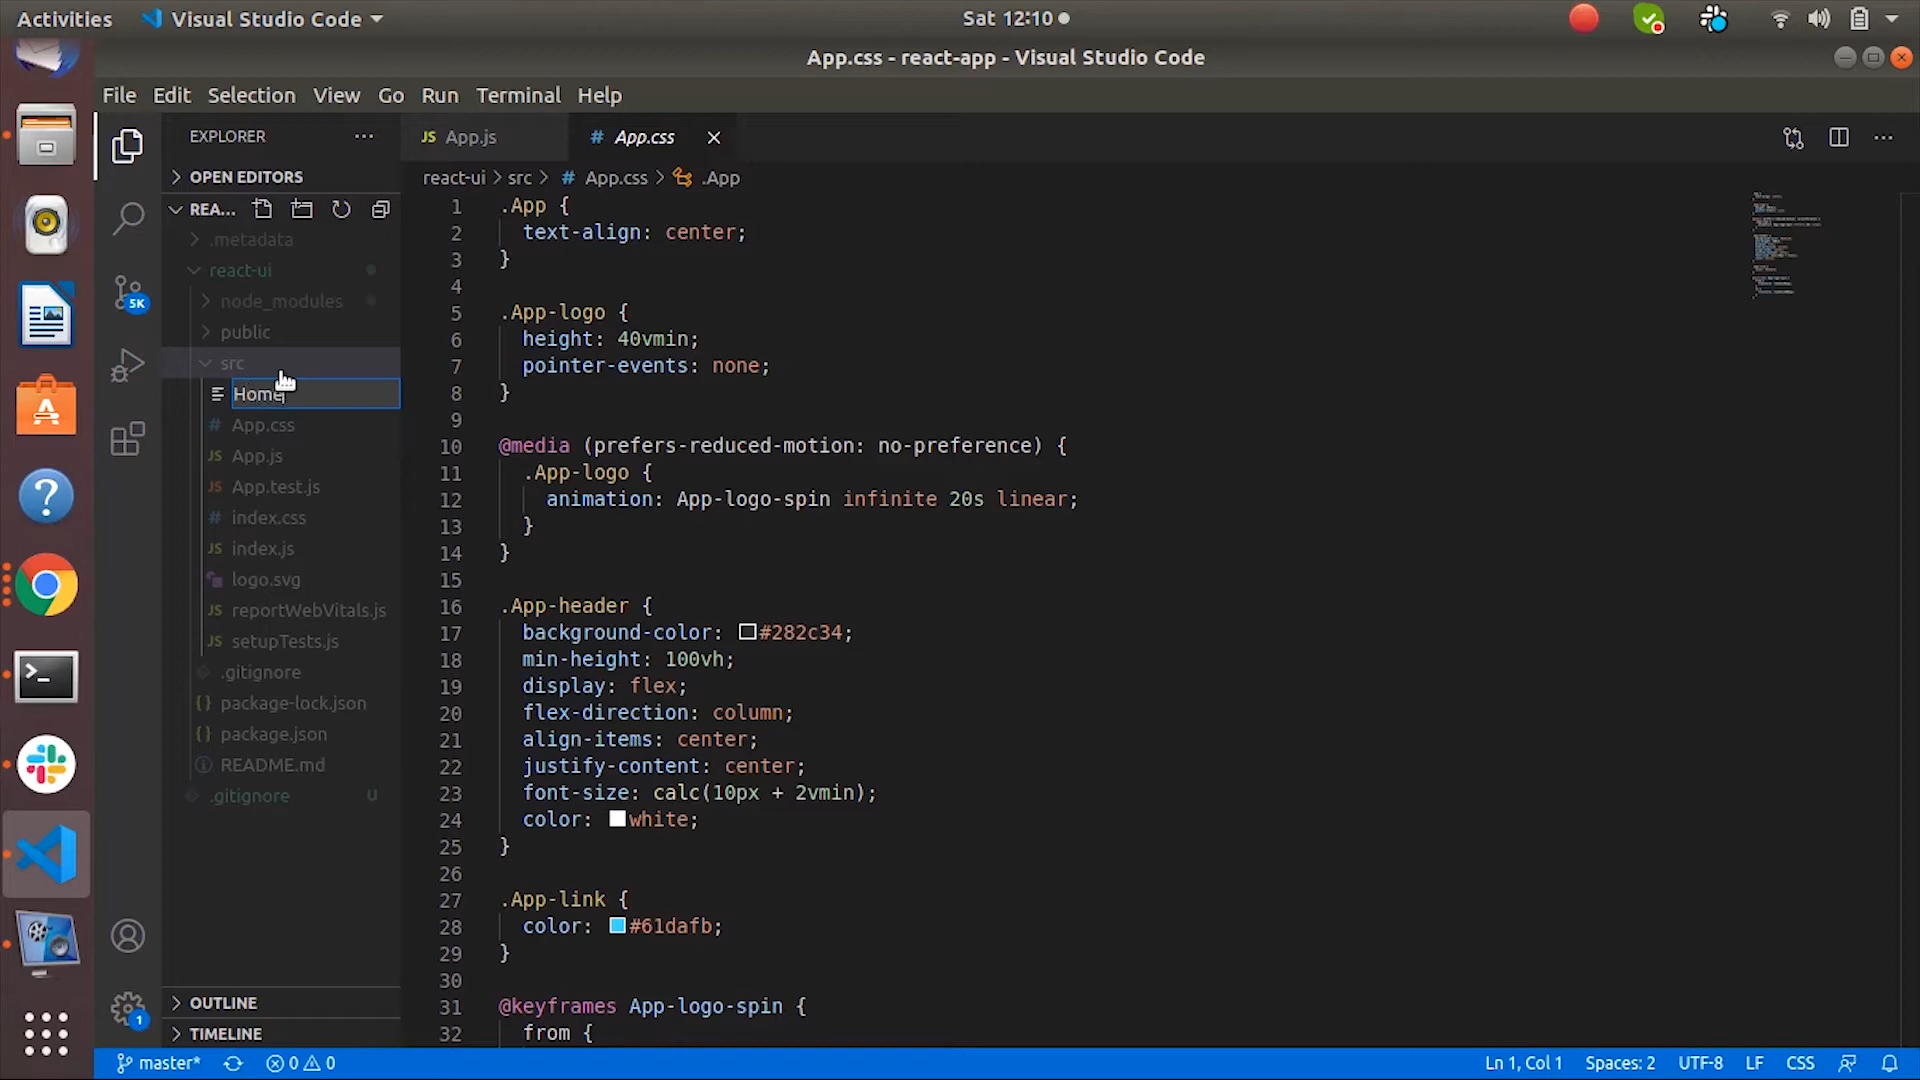 Activities
Visual Studio Code
Sat 12:10
App.css - react-app - Visual Studio Code
File Edit Selection View Go Run Terminal Help
EXPLORER
OPEN EDITORS
REA...
.metadata
react-ui
node_modules
public
src
Home
App.css
App.js
App.test.js
index.css
index.js
logo.svg
reportWebVitals.js
setupTests.js
.gitignore
package-lock.json
package.json
README.md
.gitignore U
OUTLINE
TIMELINE
5K
1
JS App.js
# App.css
react-ui > src > # App.css > .App
1 .App {
2 text-align: center;
3 }
4
5 .App-logo {
6 height: 40vmin;
7 pointer-events: none;
8 }
9
10 @media (prefers-reduced-motion: no-preference) {
11 .App-logo {
12 animation: App-logo-spin infinite 20s linear;
13 }
14 }
15
16 .App-header {
17 background-color: #282c34;
18 min-height: 100vh;
19 display: flex;
20 flex-direction: column;
21 align-items: center;
22 justify-content: center;
23 font-size: calc(10px + 2vmin);
24 color: white;
25 }
26
27 .App-link {
28 color: #61dafb;
29 }
30
31 @keyframes App-logo-spin {
32 from {
master* 0 0
Ln 1, Col 1 Spaces: 2 UTF-8 LF CSS